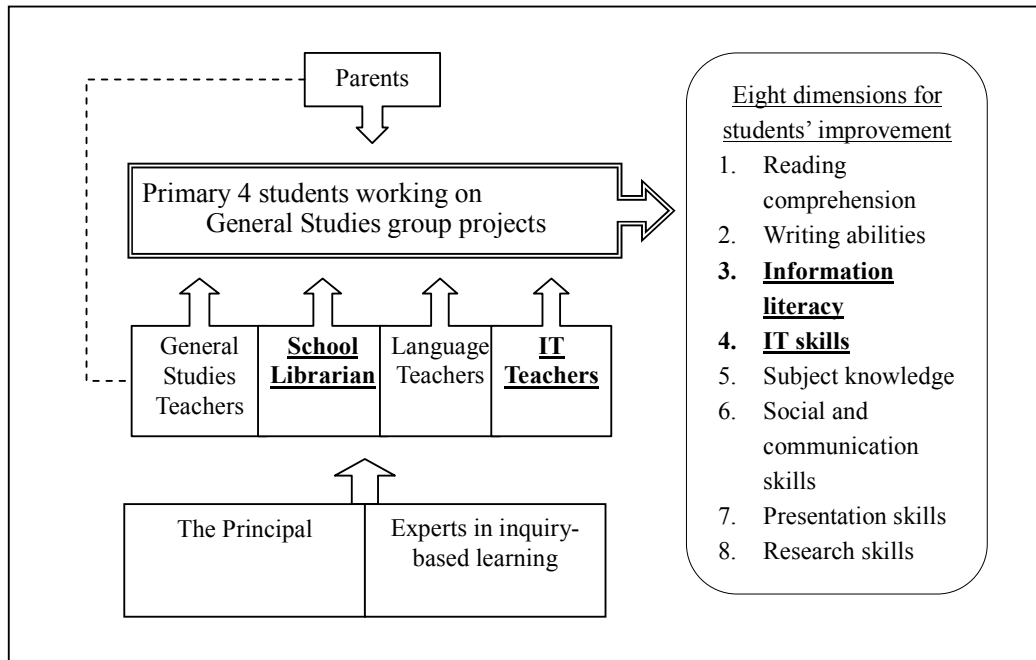 Parents
Primary 4 students working on
General Studies group projects
General
Studies
Teachers
School
Librarian
Language
Teachers
IT
Teachers
The Principal
Experts in inquiry-
based learning
Eight dimensions for
students’ improvement
1. Reading
comprehension
2. Writing abilities
3. Information
literacy
4. IT skills
5. Subject knowledge
6. Social and
communication
skills
7. Presentation skills
8. Research skills